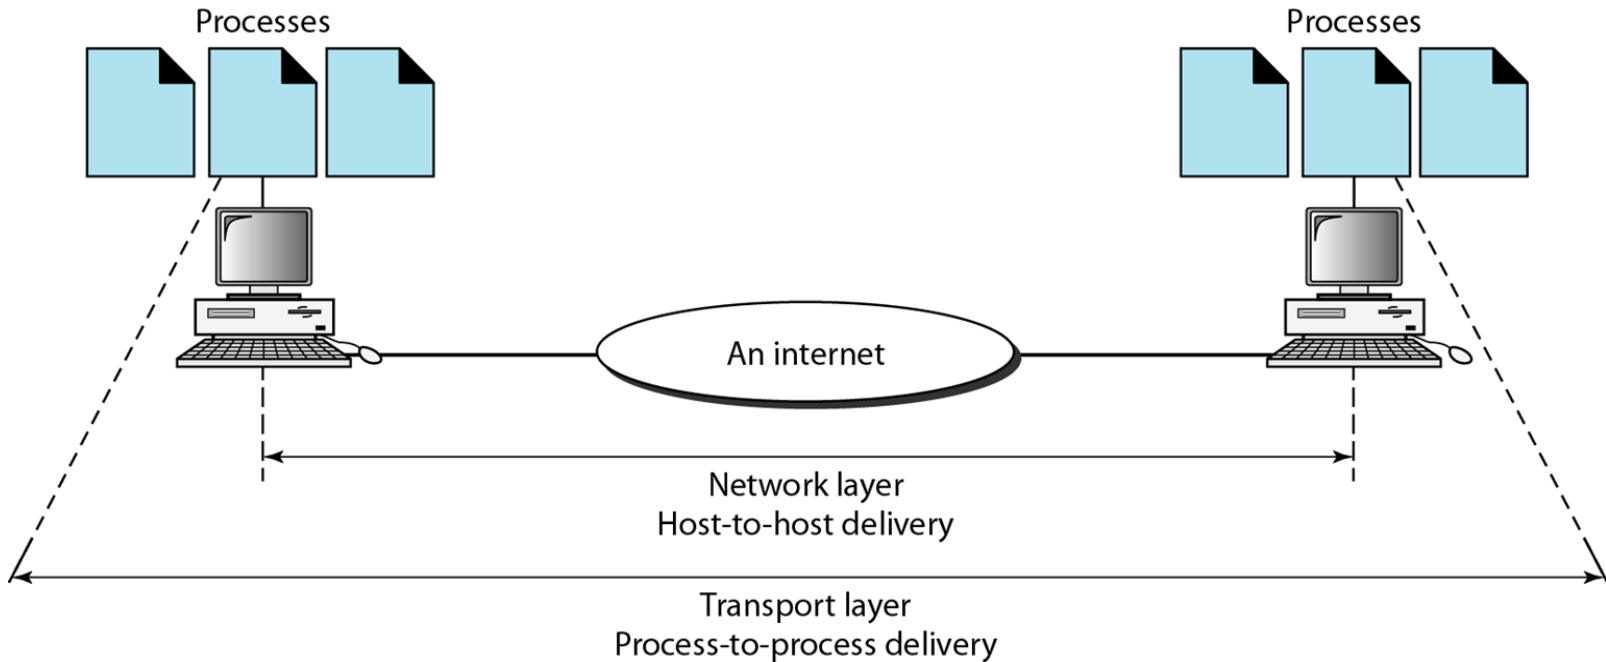 Processes
Processes
An internet
Network layer
Host-to-host delivery
Transport layer
Process-to-process delivery